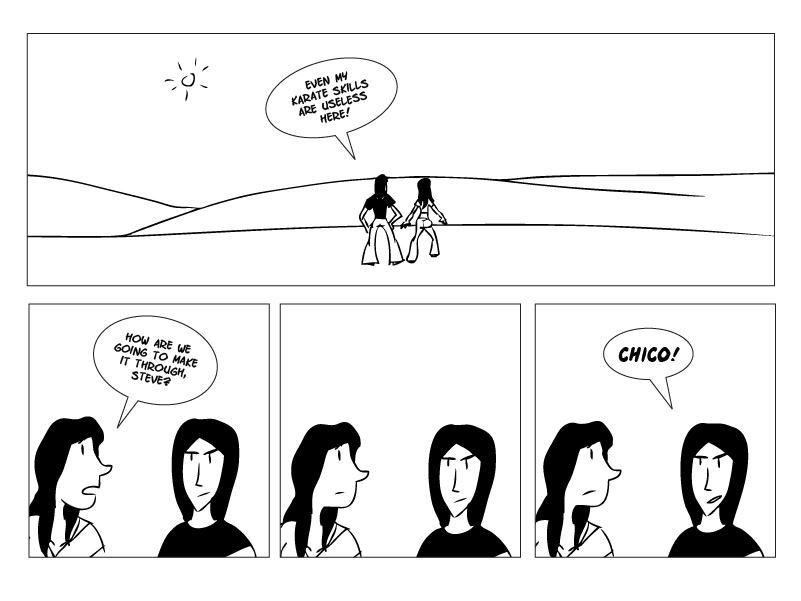 EVEN MY
KARATE SKILLS
ARE USELESS
HERE!
HOW ARE WE
GOING TO MAKE
IT THROUGH,
STEVE?
CHICO!